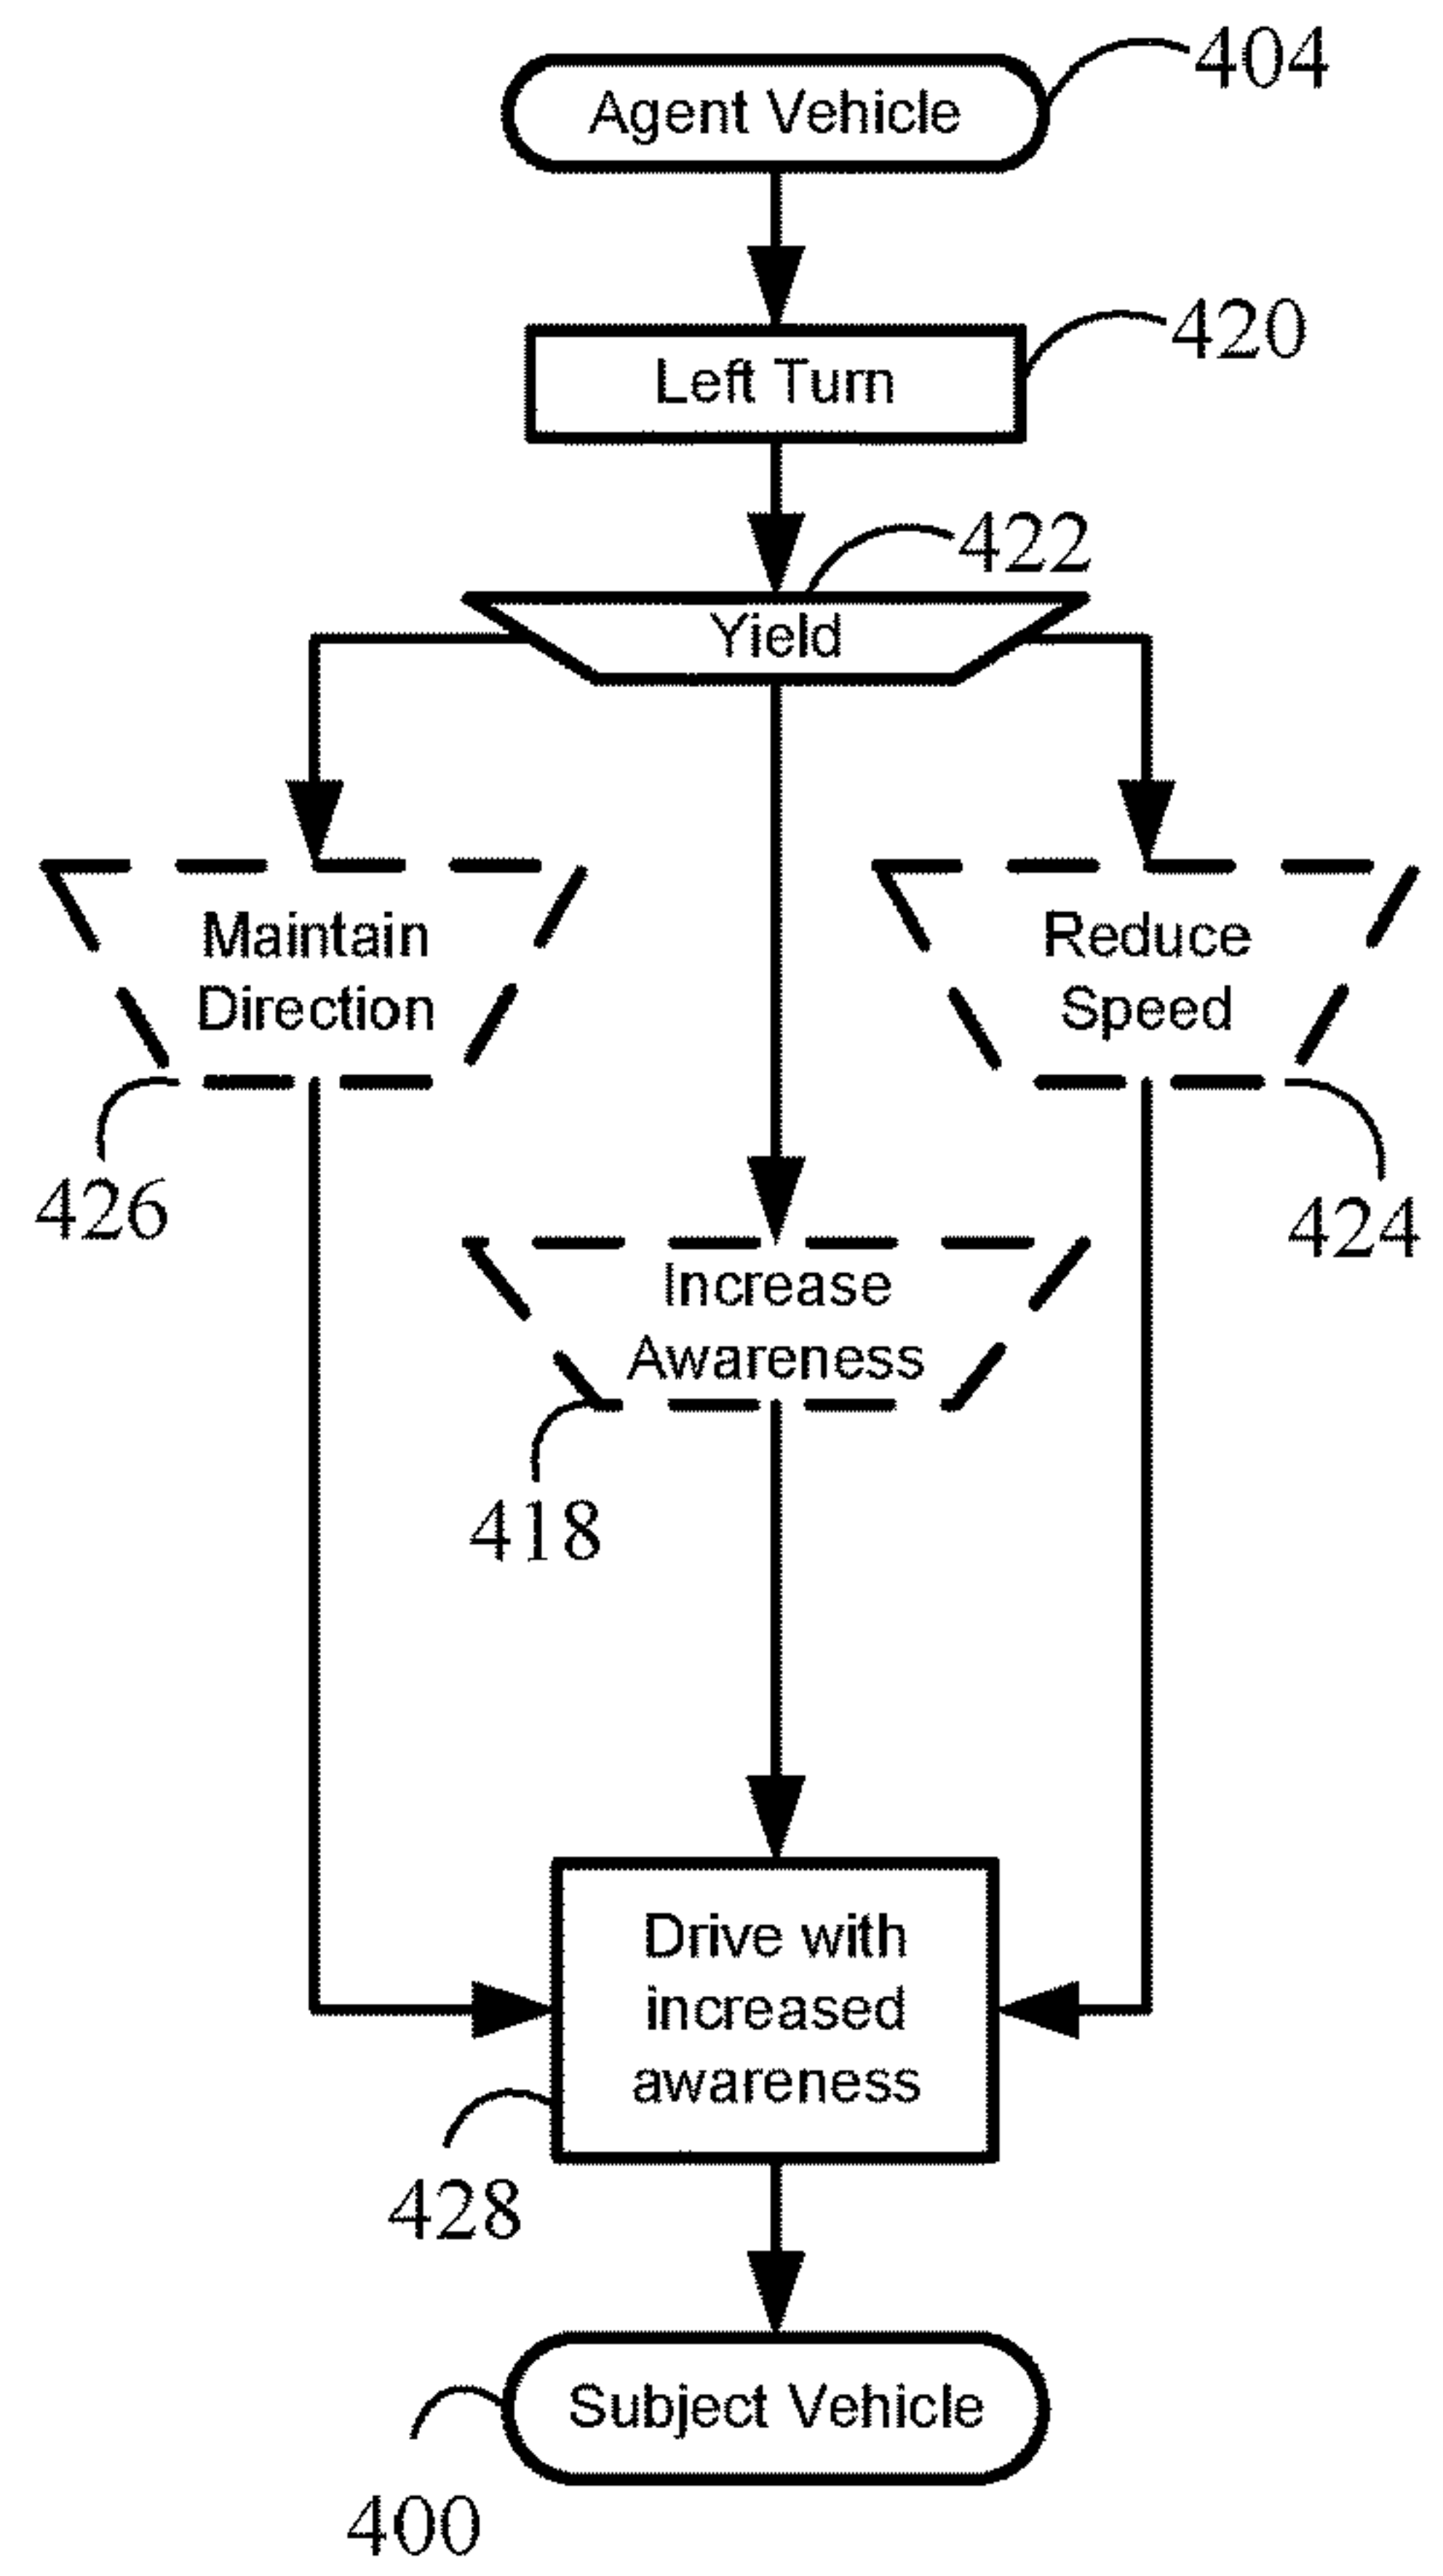 404
Agent Vehicle
420
Left Turn
422
Yield
Maintain
Direction
Reduce
Speed
426
424
Increase
Awareness
418
Drive with
increased
awareness
428
Subject Vehicle
400